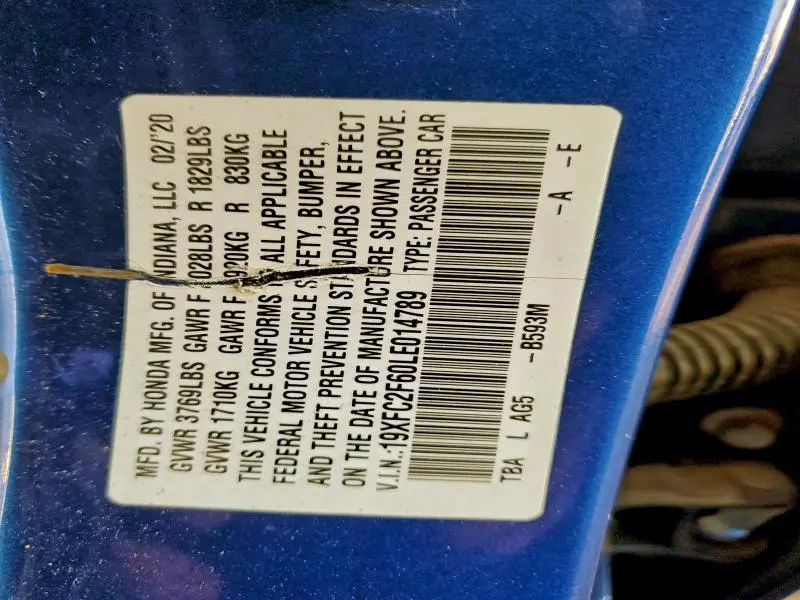 MFD. BY HONDA MFG. OF INDIANA, LLC 02/'20
GVWR 3769LBS GAWR F 2028LBS R 1829LBS
GVWR 1710KG GAWR F 920KG R 830KG
THIS VEHICLE CONFORMS ALL APPLICABLE
FEDERAL MOTOR VEHICLE SAFETY, BUMPER,
AND THEFT PREVENTION STANDARDS IN EFFECT
ON THE DATE OF MANUFACTURE SHOWN ABOVE.
V.I.N.:19XFC2F60LE014789 TYPE: PASSENGER CAR
TBA L AG5 -B593M -A -E